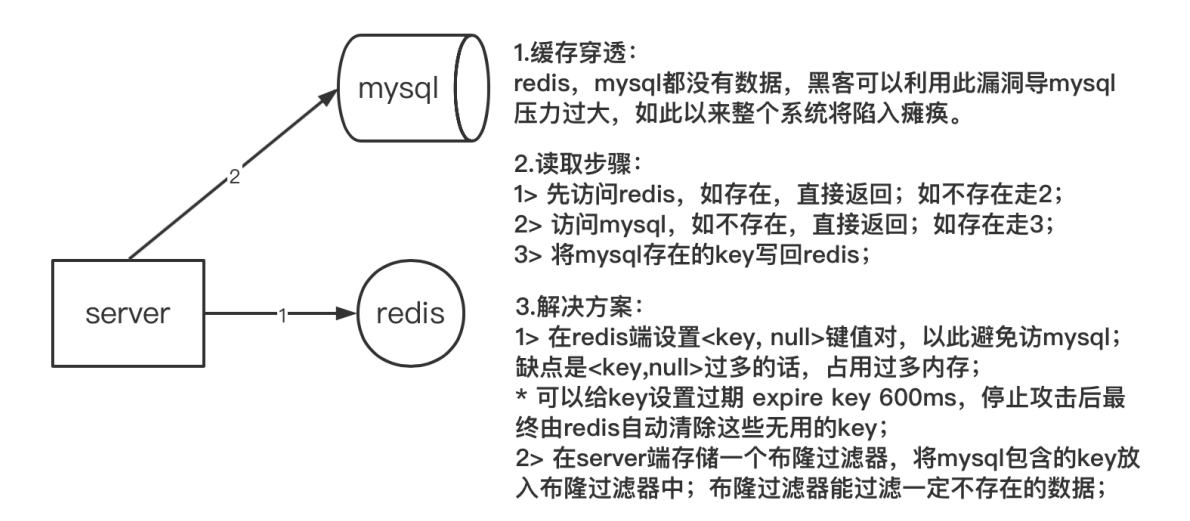 mysql
2
server
1
redis
1.缓存穿透：
redis，mysql都没有数据，黑客可以利用此漏洞导mysql
压力过大，如此以来整个系统将陷入瘫痪。
2.读取步骤：
1> 先访问redis，如存在，直接返回；如不存在走2；
2> 访问mysql，如不存在，直接返回；如存在走3；
3> 将mysql存在的key写回redis；
3.解决方案：
1> 在redis端设置<key, null>键值对，以此避免访mysql；
缺点是<key,null>过多的话，占用过多内存；
* 可以给key设置过期 expire key 600ms，停止攻击后最
终由redis自动清除这些无用的key；
2> 在server端存储一个布隆过滤器，将mysql包含的key放
入布隆过滤器中；布隆过滤器能过滤一定不存在的数据；